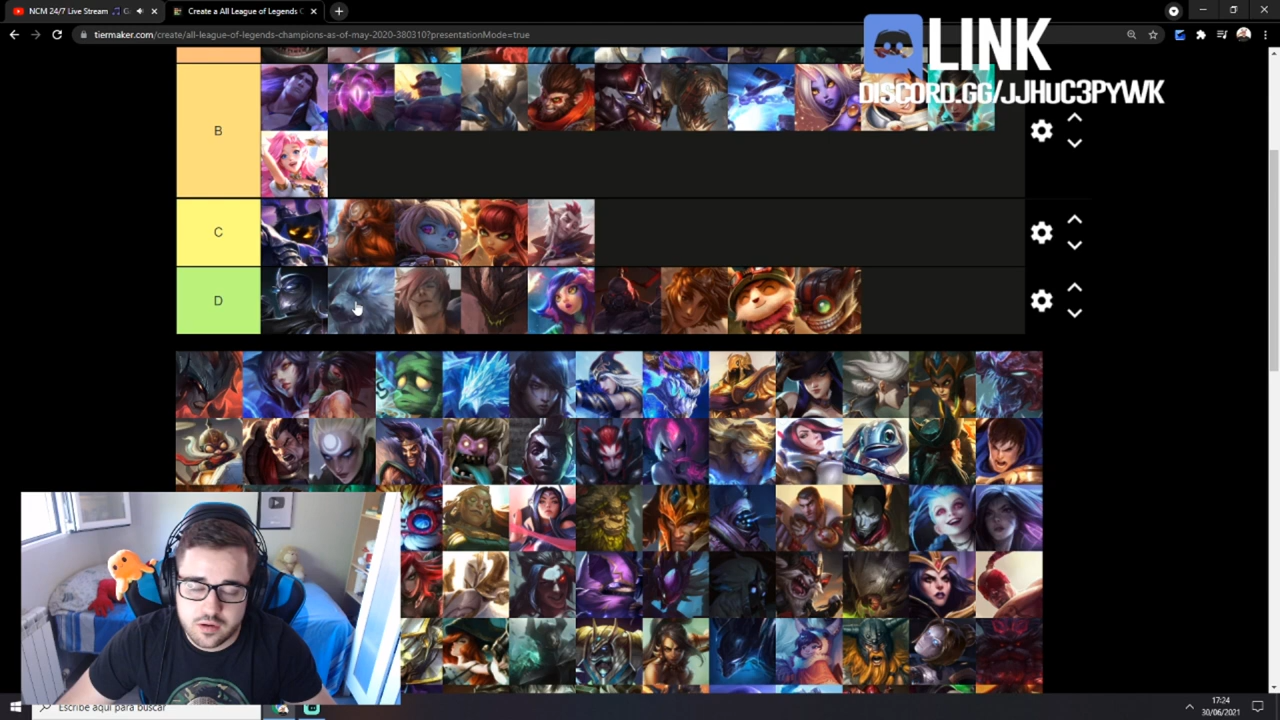 NCM 24/7 Live Stream
Create a All League of Legends C
tiermaker.com/create/all-league-of-legends-champions-as-of-may-2020-380310?presentationMode=true
LINK
DISCORD.GG/JJHUC3PYWK
B
C
D
Escribe aquí para buscar
17:24
30/06/2021